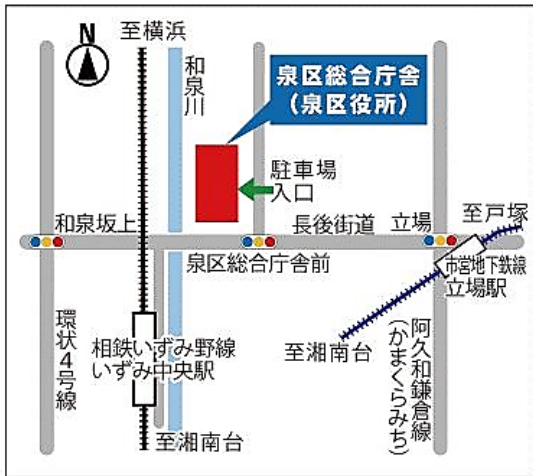 N
至横浜
和泉川
泉区総合庁舎
(泉区役所)
駐車場
入口
至戸塚
和泉坂上
長後街道
立場
泉区総合庁舎前
市営地下鉄線
立場駅
環状4号線
相鉄いずみ野線
いずみ中央駅
至湘南台
阿久和鎌倉線
(かまくらみち)
至湘南台